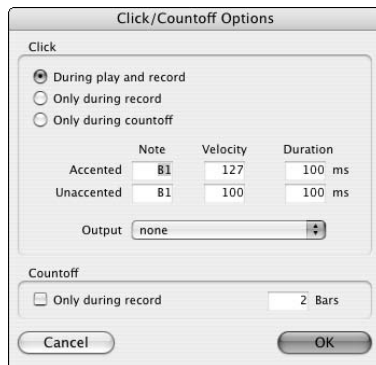 Click/Countoff Options
Click
During play and record
Only during record
Only during countoff
Note Velocity Duration
Accented B1 127 100 ms
Unaccented B1 100 100 ms
Output none
Countoff
Only during record 2 Bars
Cancel OK